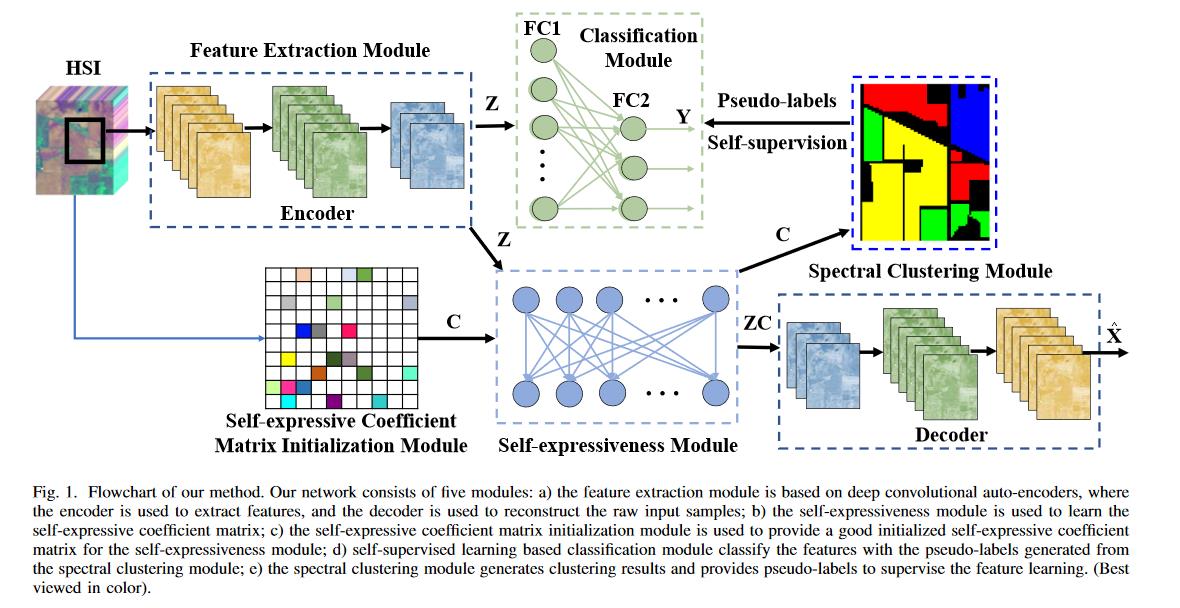 HSI
Feature Extraction Module
Encoder
Z
FC1
Classification
Module
FC2
Y
Pseudo-labels
Self-supervision
Z
C
Spectral Clustering Module
C
Self-expressive Coefficient
Matrix Initialization Module
Self-expressiveness Module
ZC
Decoder
X̂
Fig. 1. Flowchart of our method. Our network consists of five modules: a) the feature extraction module is based on deep convolutional auto-encoders, where
the encoder is used to extract features, and the decoder is used to reconstruct the raw input samples; b) the self-expressiveness module is used to learn the
self-expressive coefficient matrix; c) the self-expressive coefficient matrix initialization module is used to provide a good initialized self-expressive coefficient
matrix for the self-expressiveness module; d) self-supervised learning based classification module classify the features with the pseudo-labels generated from
the spectral clustering module; e) the spectral clustering module generates clustering results and provides pseudo-labels to supervise the feature learning. (Best
viewed in color).